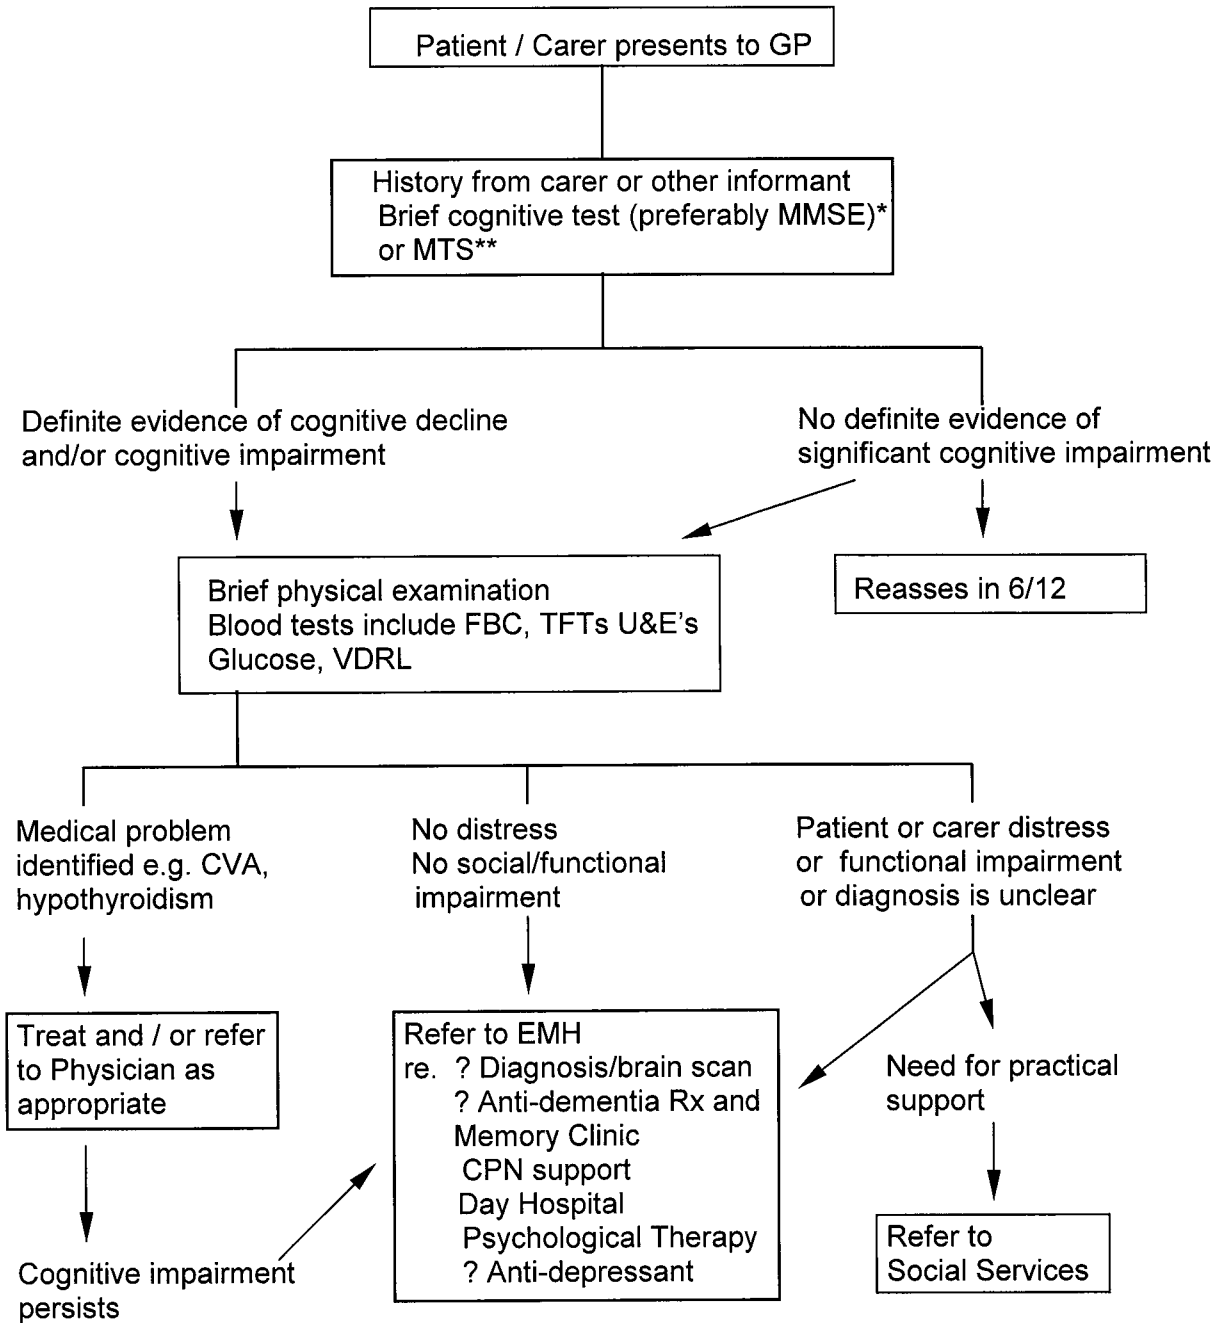 Patient / Carer presents to GP
History from carer or other informant
Brief cognitive test (preferably MMSE)*
or MTS**
Definite evidence of cognitive decline
and/or cognitive impairment
No definite evidence of
significant cognitive impairment
Brief physical examination
Blood tests include FBC, TFTs U&E's
Glucose, VDRL
Reasses in 6/12
Medical problem
identified e.g. CVA,
hypothyroidism
No distress
No social/functional
impairment
Patient or carer distress
or functional impairment
or diagnosis is unclear
Treat and / or refer
to Physician as
appropriate
Refer to EMH
re. ? Diagnosis/brain scan
? Anti-dementia Rx and
Memory Clinic
CPN support
Day Hospital
Psychological Therapy
? Anti-depressant
Need for practical
support
Refer to
Social Services
Cognitive impairment
persists